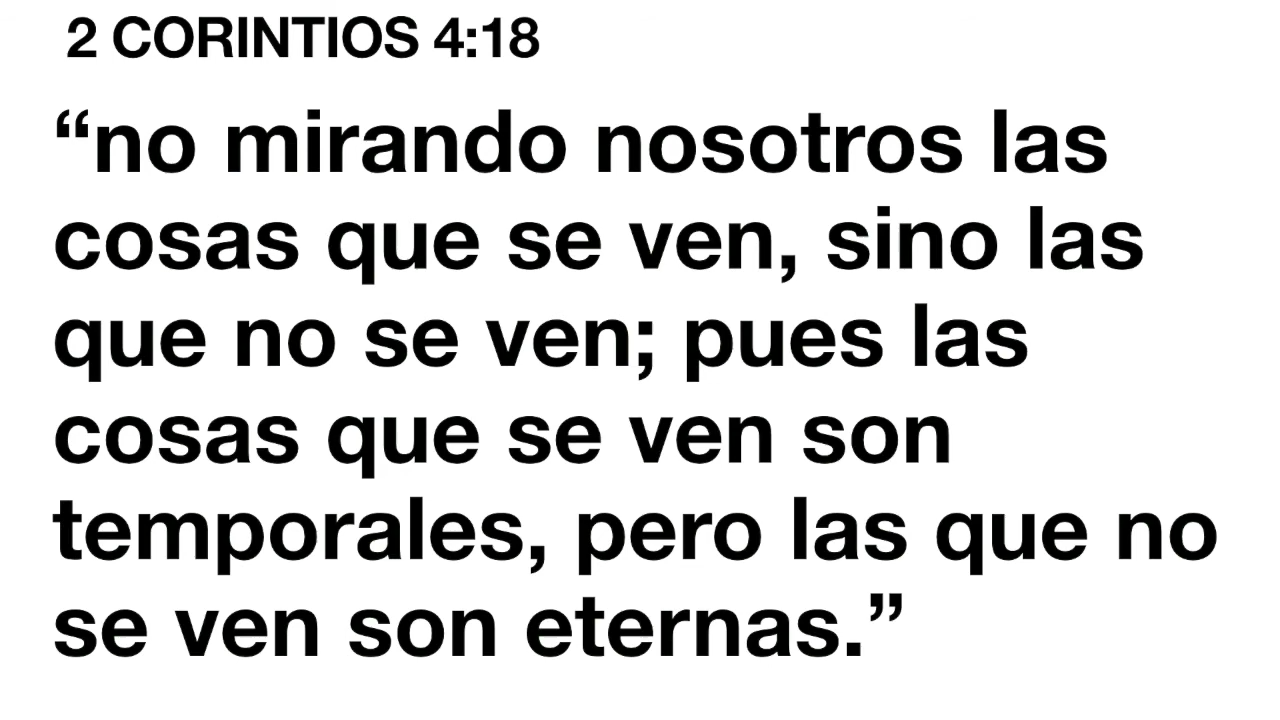 2 CORINTIOS 4:18
“no mirando nosotros las
cosas que se ven, sino las
que no se ven; pues las
cosas que se ven son
temporales, pero las que no
se ven son eternas.”